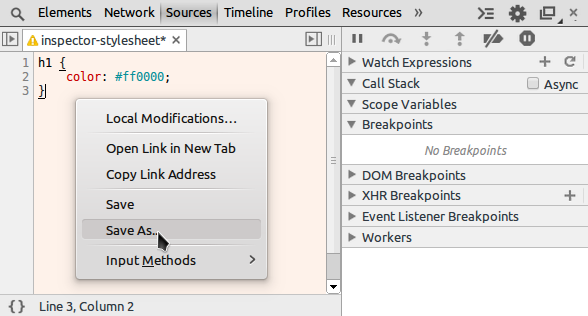 Elements Network Sources Timeline Profiles Resources »
inspector-stylesheet* ×
1 h1 {
2 color: #ff0000;
3 }
Local Modifications…
Open Link in New Tab
Copy Link Address
Save
Save As…
Input Methods
{} Line 3, Column 2
Watch Expressions
Call Stack Async
Scope Variables
Breakpoints
No Breakpoints
DOM Breakpoints
XHR Breakpoints
Event Listener Breakpoints
Workers